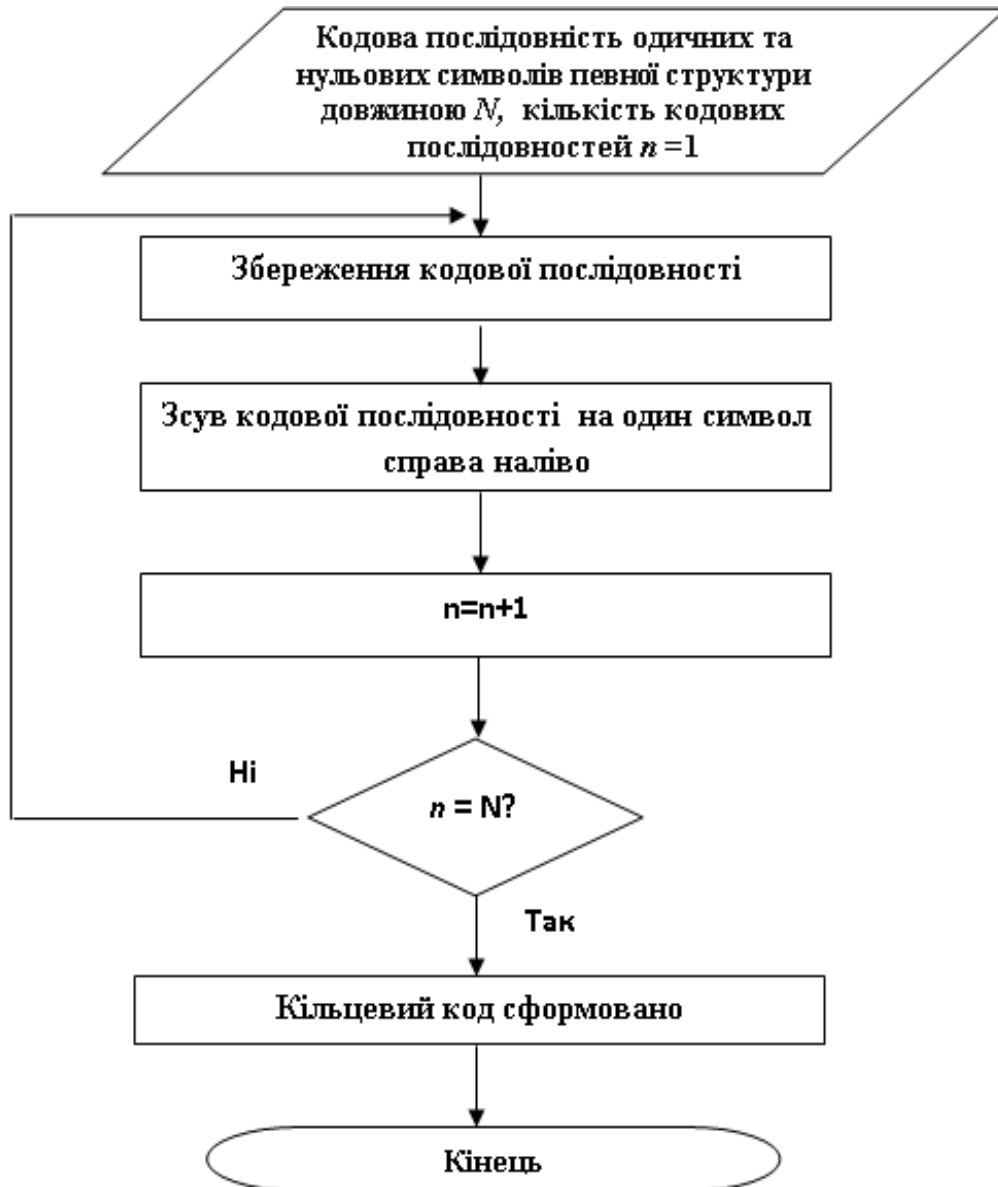 Кодова послідовність одичних та
нульових символів певної структури
довжиною N, кількість кодових
послідовностей n =1
Збереження кодової послідовності
Зсув кодової послідовності на один символ
справа наліво
n=n+1
Ні
n = N?
Так
Кільцевий код сформовано
Кінець